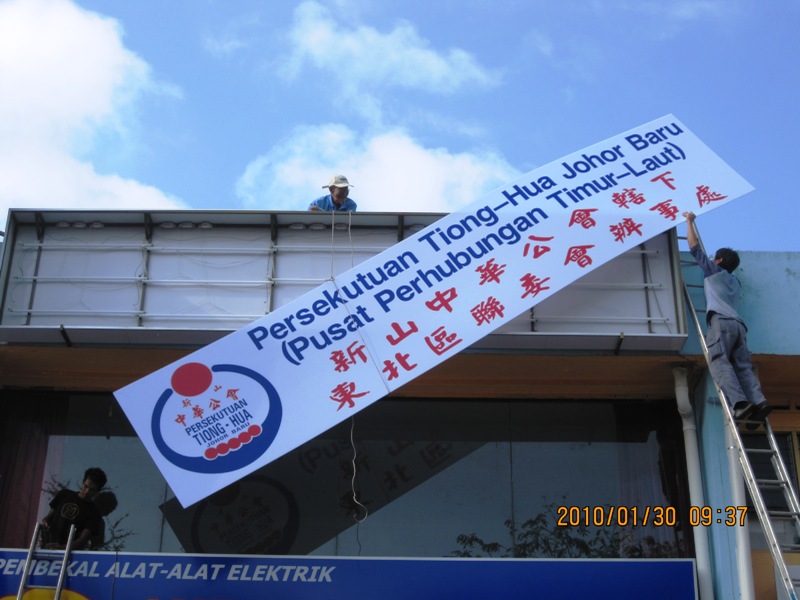 Persekutuan Tiong-Hua Johor Baru
(Pusat Perhubungan Timur-Laut)
新山中華公會轄下
東北區聯委會辦事處
新山
中華公會
PERSEKUTUAN
TIONG-HUA
JOHOR BARU
2010/01/30 09:37
PEMBEKAL ALAT-ALAT ELEKTRIK